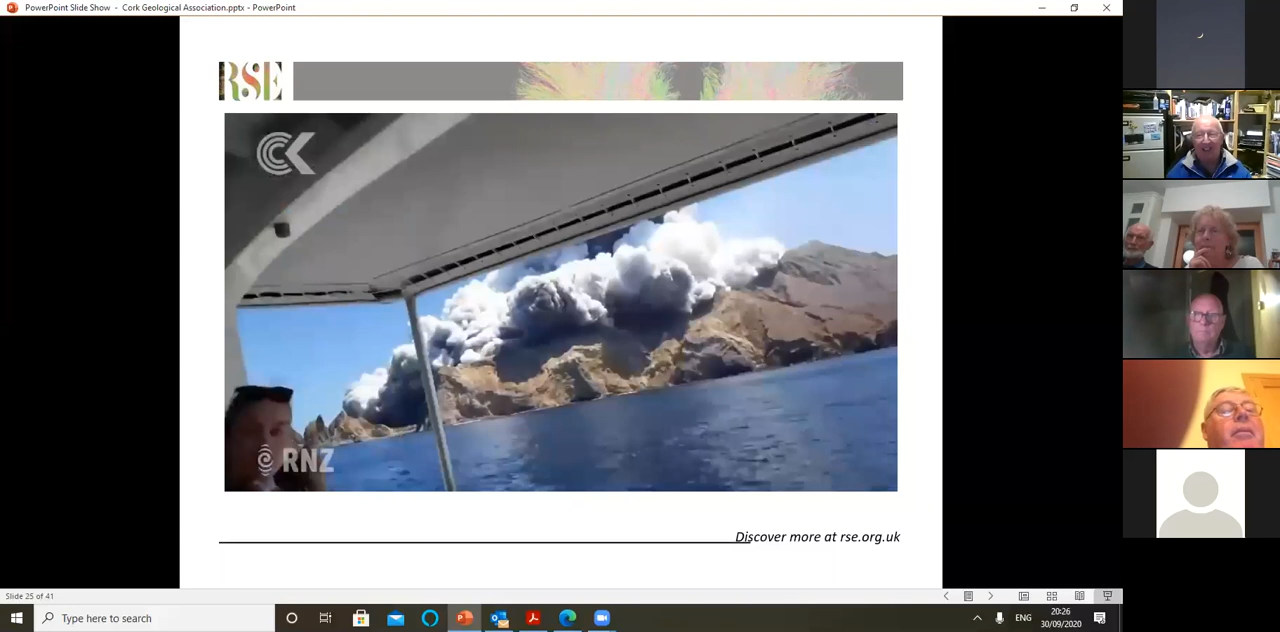 PowerPoint Slide Show - Cork Geological Association.pptx - PowerPoint
RSE
RNZ
Discover more at rse.org.uk
Slide 25 of 41
Type here to search
ENG
20:26
30/09/2020